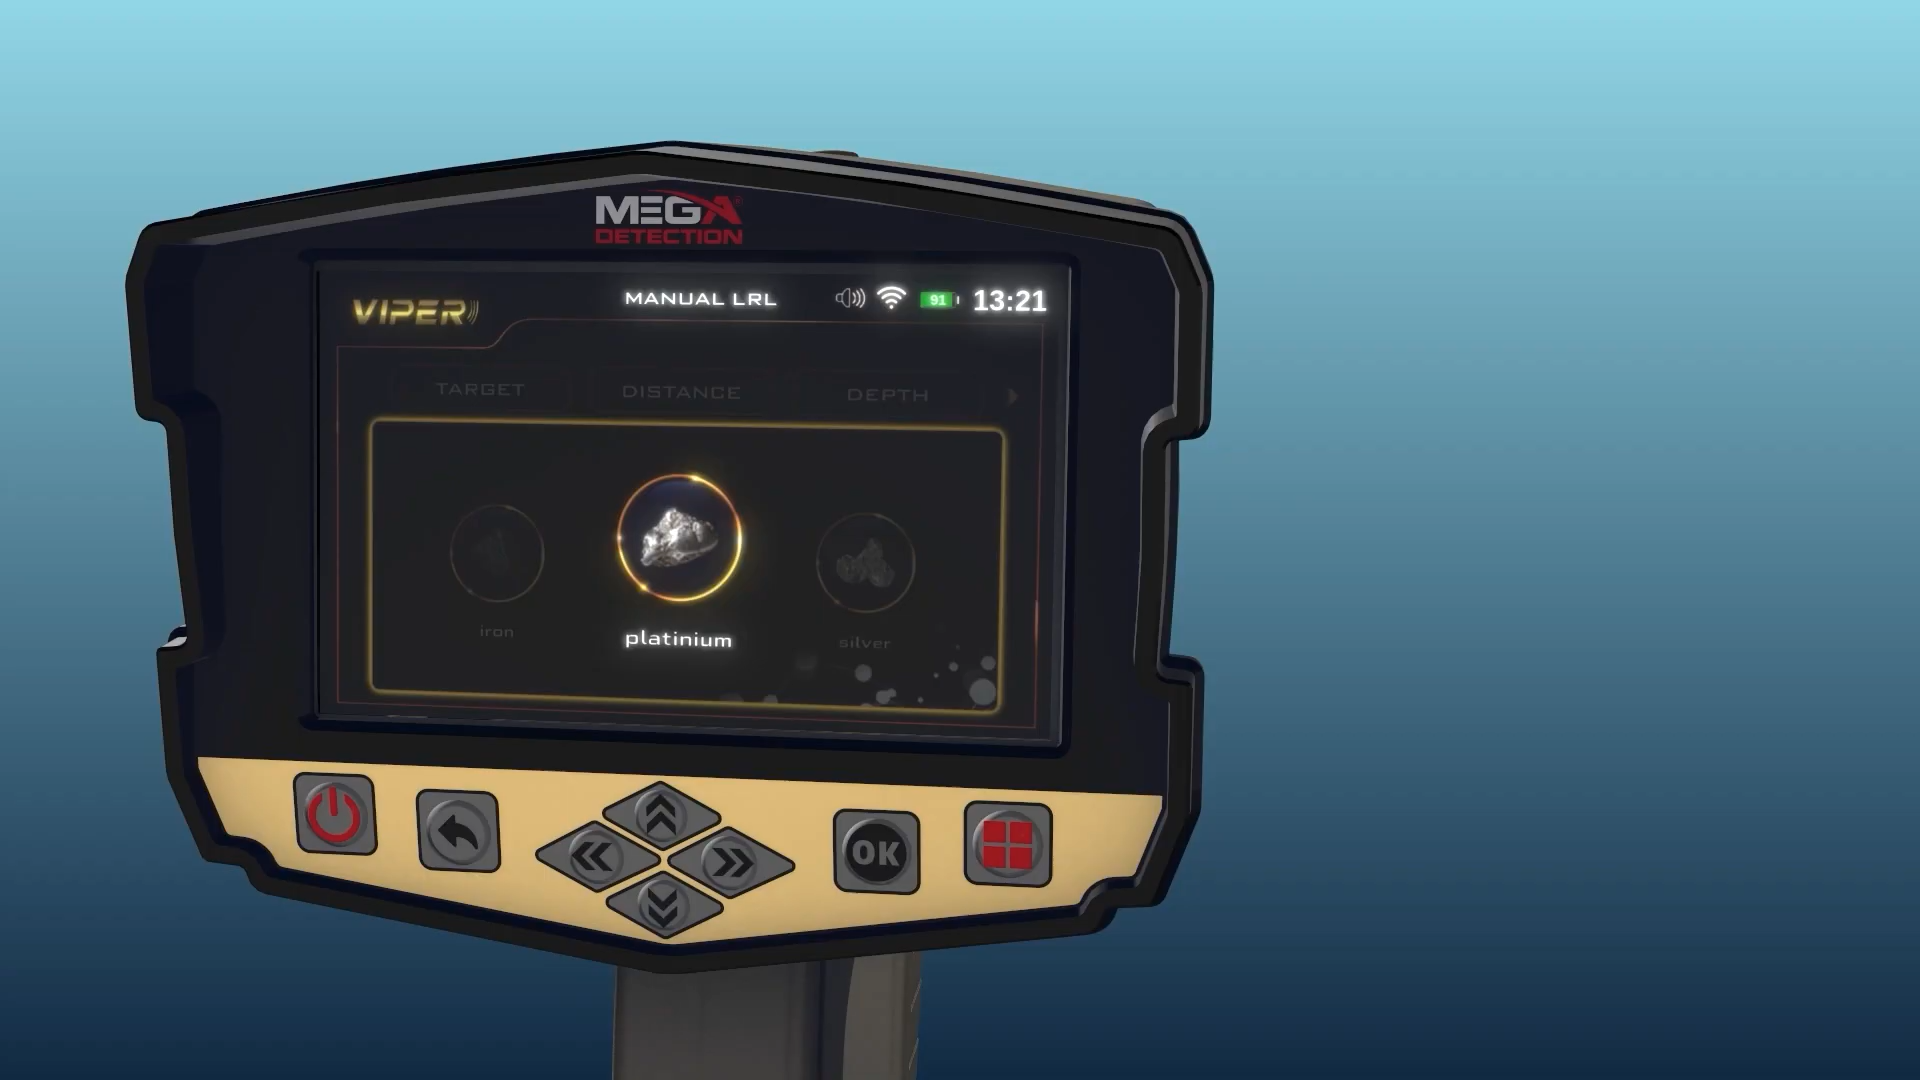 MEGA
DETECTION
VIPER
MANUAL LRL
91
13:21
TARGET
DISTANCE
DEPTH
iron
platinium
silver
OK